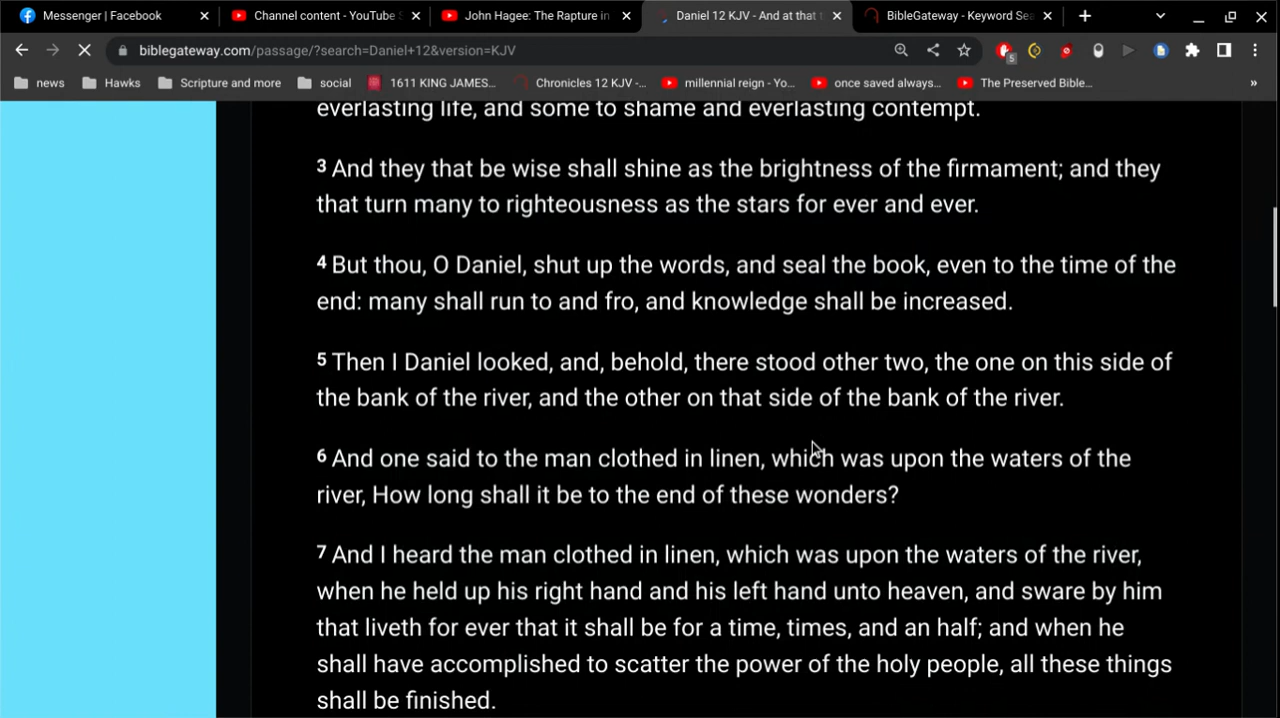 Messenger | Facebook
Channel content - YouTube S
John Hagee: The Rapture in
Daniel 12 KJV - And at that t
BibleGateway - Keyword Sea
biblegateway.com/passage/?search=Daniel+12&version=KJV
5
news
Hawks
Scripture and more
social
1611 KING JAMES...
Chronicles 12 KJV -...
millennial reign - Yo...
once saved always...
The Preserved Bible...
»
everlasting life, and some to shame and everlasting contempt.
3 And they that be wise shall shine as the brightness of the firmament; and they
that turn many to righteousness as the stars for ever and ever.
4 But thou, O Daniel, shut up the words, and seal the book, even to the time of the
end: many shall run to and fro, and knowledge shall be increased.
5 Then I Daniel looked, and, behold, there stood other two, the one on this side of
the bank of the river, and the other on that side of the bank of the river.
6 And one said to the man clothed in linen, which was upon the waters of the
river, How long shall it be to the end of these wonders?
7 And I heard the man clothed in linen, which was upon the waters of the river,
when he held up his right hand and his left hand unto heaven, and sware by him
that liveth for ever that it shall be for a time, times, and an half; and when he
shall have accomplished to scatter the power of the holy people, all these things
shall be finished.